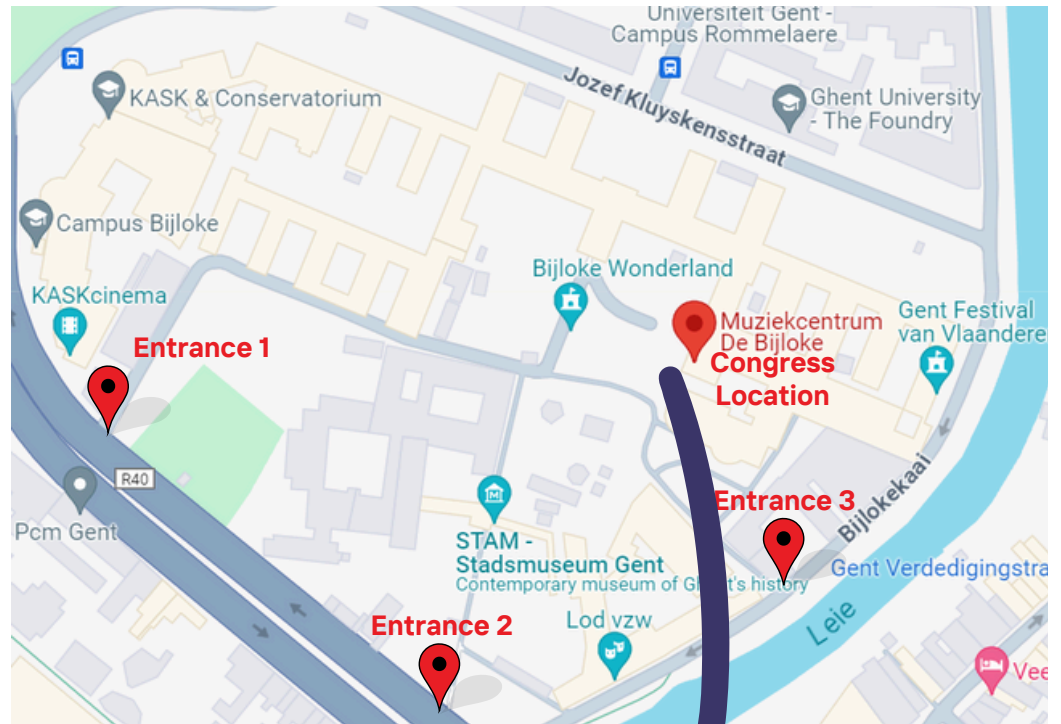 Universiteit Gent -
Campus Rommelaere
KASK & Conservatorium
Jozef Kluyskensstraat
Ghent University
- The Foundry
Campus Bijloke
Bijloke Wonderland
KASKcinema
Gent Festival
van Vlaandere
Muziekcentrum
De Bijloke
Entrance 1
Congress
Location
R40
Entrance 3
Bijlokekaai
Pcm Gent
STAM -
Stadsmuseum Gent
Contemporary museum of Ghent's history
Gent Verdedigingstra
Entrance 2
Lod vzw
Leie
Vee